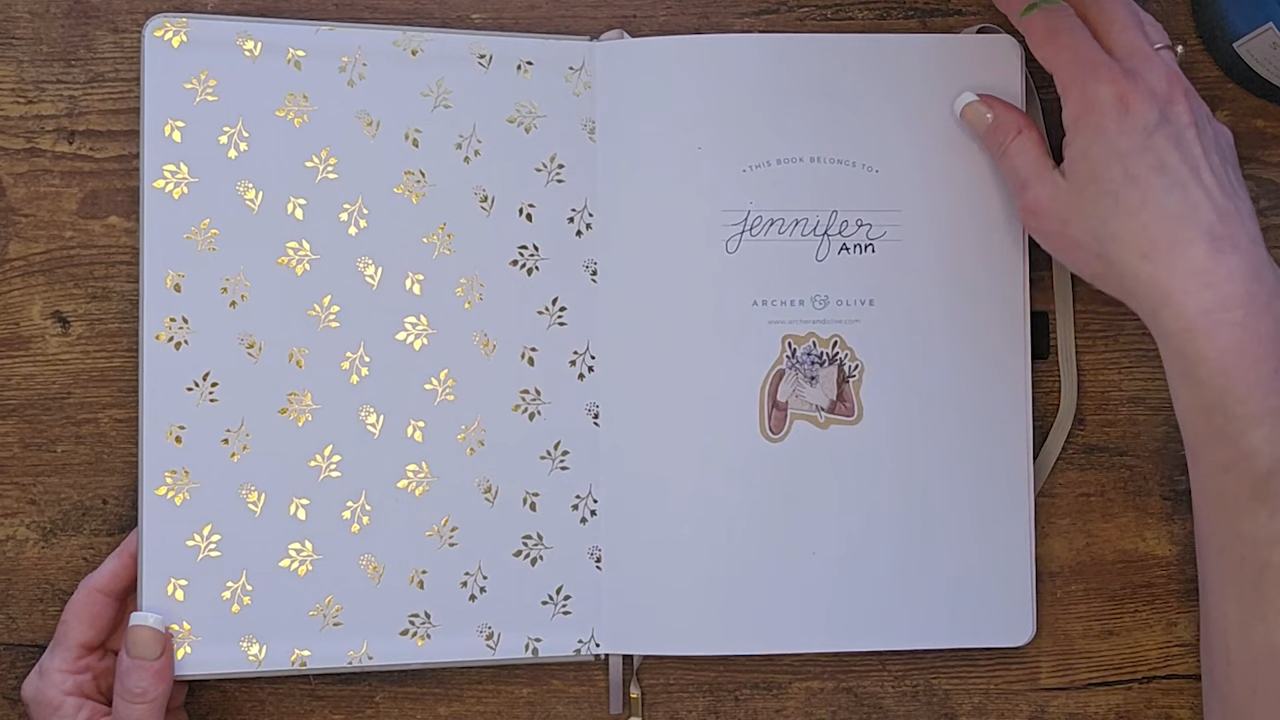 •THIS BOOK BELONGS TO•
jennifer
Ann
ARCHER & OLIVE
www.archerandolive.com